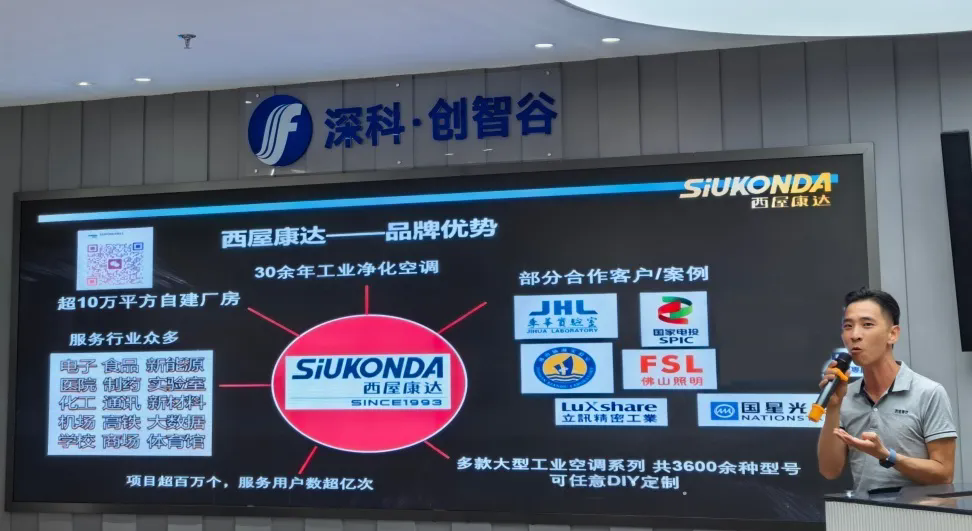 深科·创智谷
SiUKONDA
西屋康达
西屋康达——品牌优势
30余年工业净化空调
超10万平方自建厂房
服务行业众多
电子 食品 新能源
医院 制药 实验室
化工 通讯 新材料
机场 高铁 大数据
学校 商场 体育馆
SiUKONDA
西屋康达
SINCE1993
部分合作客户/案例
JHL
季华实验室
JIHUA LABORATORY
国家电投
SPIC
FSL
佛山照明
LUXshare
立訊精密工業
国星光
NATIONS
项目超百万个，服务用户数超亿次
多款大型工业空调系列 共3600余种型号
可任意DIY定制